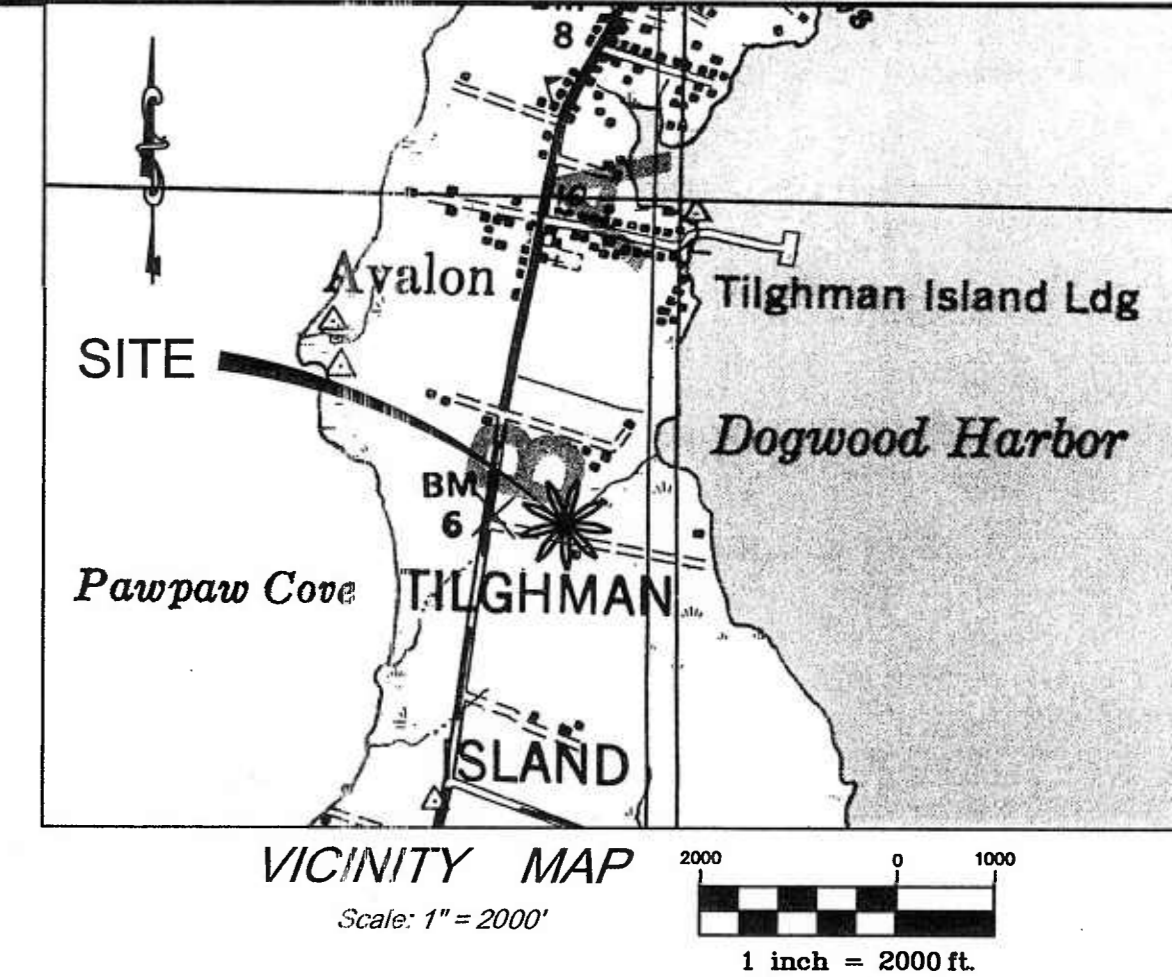 8
Avalon
Tilghman Island Ldg
SITE
Dogwood Harbor
BM
6
Pawpaw Cove
TILGHMAN
ISLAND
VICINITY MAP
Scale: 1" = 2000'
2000 0 1000
1 inch = 2000 ft.